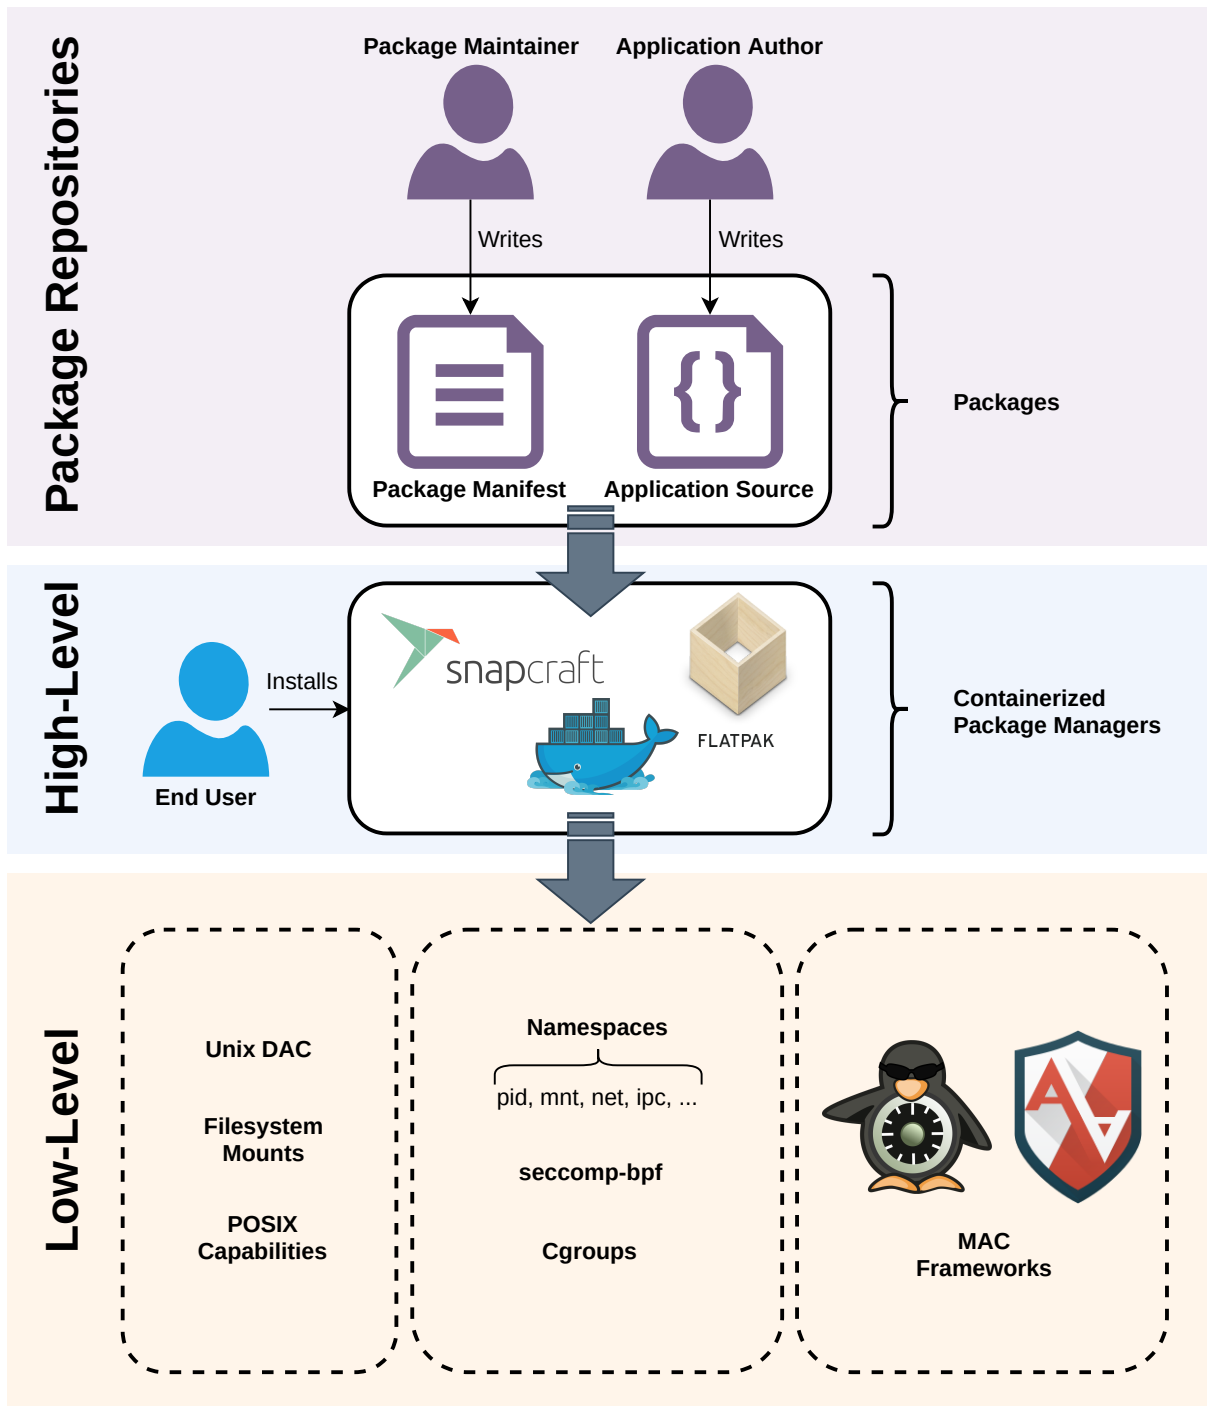 Package Repositories
Package Maintainer
Application Author
Writes
Writes
Package Manifest
Application Source
Packages
High-Level
Installs
End User
snapcraft
FLATPAK
Containerized
Package Managers
Low-Level
Unix DAC
Filesystem
Mounts
POSIX
Capabilities
Namespaces
pid, mnt, net, ipc, ...
seccomp-bpf
Cgroups
MAC
Frameworks